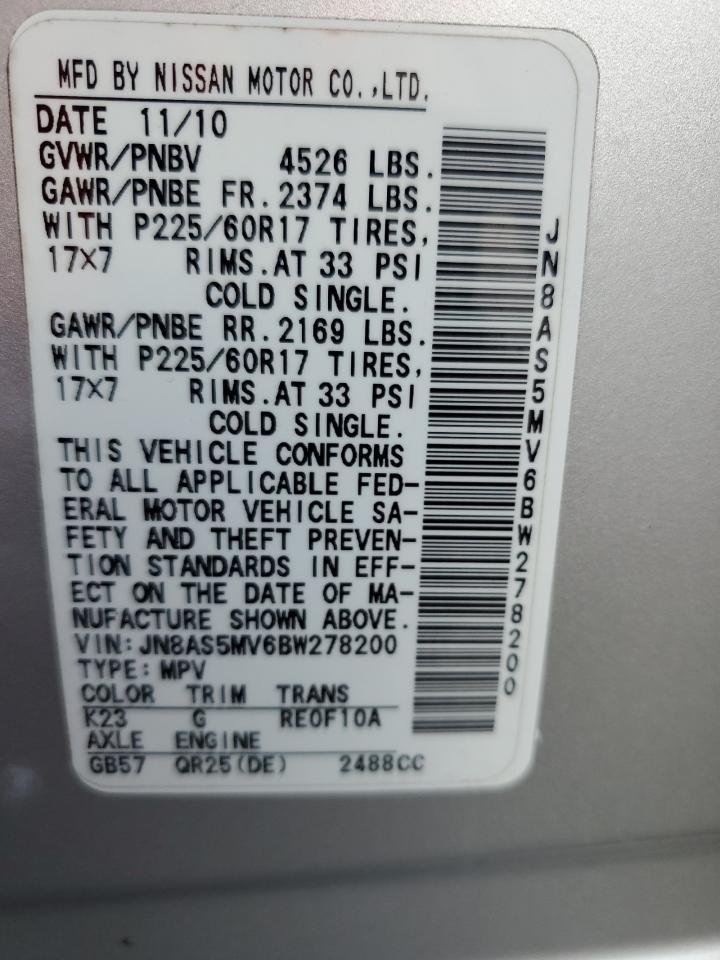 MFD BY NISSAN MOTOR CO.,LTD.
DATE 11/10
GVWR/PNBV 4526 LBS.
GAWR/PNBE FR.2374 LBS.
WITH P225/60R17 TIRES,
17×7 RIMS.AT 33 PSI
COLD SINGLE.
GAWR/PNBE RR.2169 LBS.
WITH P225/60R17 TIRES,
17×7 RIMS.AT 33 PSI
COLD SINGLE.
THIS VEHICLE CONFORMS
TO ALL APPLICABLE FED-
ERAL MOTOR VEHICLE SA-
FETY AND THEFT PREVEN-
TION STANDARDS IN EFF-
ECT ON THE DATE OF MA-
NUFACTURE SHOWN ABOVE.
VIN:JN8AS5MV6BW278200
TYPE:MPV
COLOR TRIM TRANS
K23 G RE0F10A
AXLE ENGINE
GB57 QR25(DE) 2488CC
JN8AS5MV6BW278200